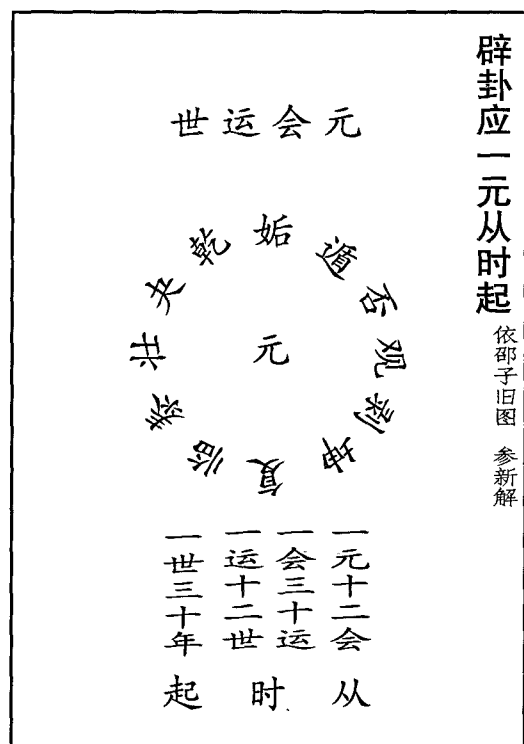 辟卦应一元从时起
依邵子旧图 参新解
元会运世
姤
遁
否
观
剥
坤
复
临
泰
壮
夬
乾
元
一元十二会
一会三十运
一运十二世
一世三十年
从时起